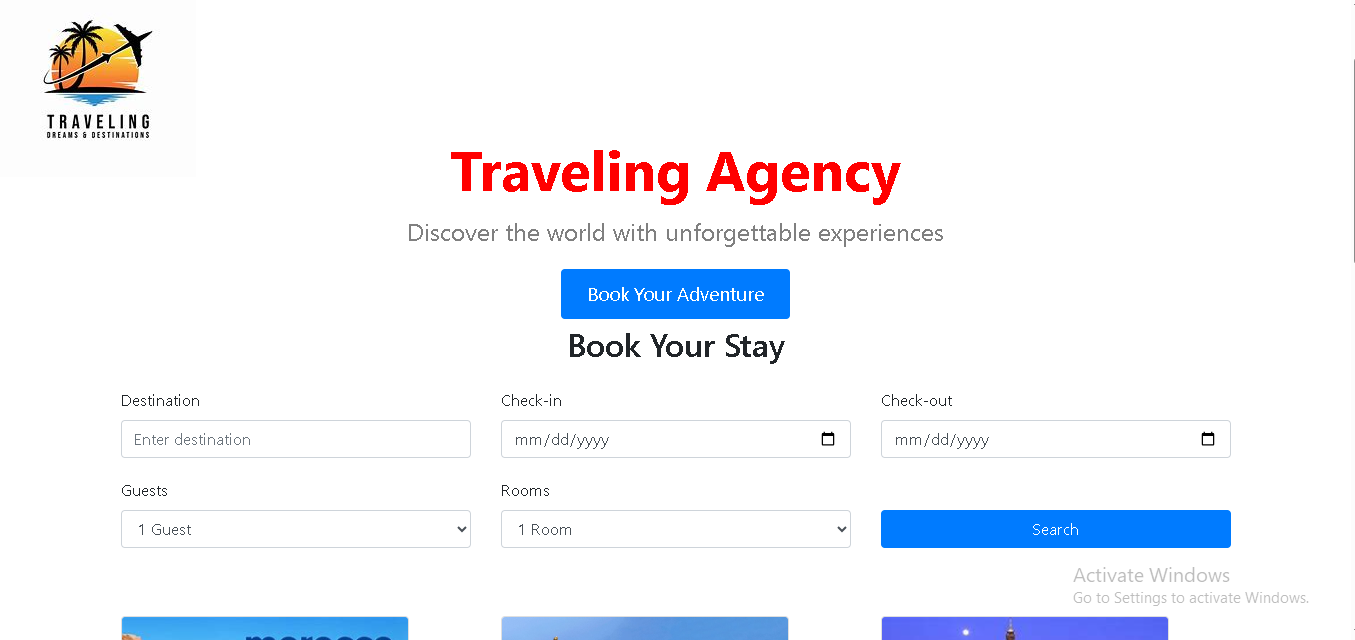 TRAVELING
DREAMS & DESTINATIONS
Traveling Agency
Discover the world with unforgettable experiences
Book Your Adventure
Book Your Stay
Destination Check-in Check-out
Enter destination mm/dd/yyyy mm/dd/yyyy
Guests Rooms
1 Guest 1 Room Search
Activate Windows
Go to Settings to activate Windows.